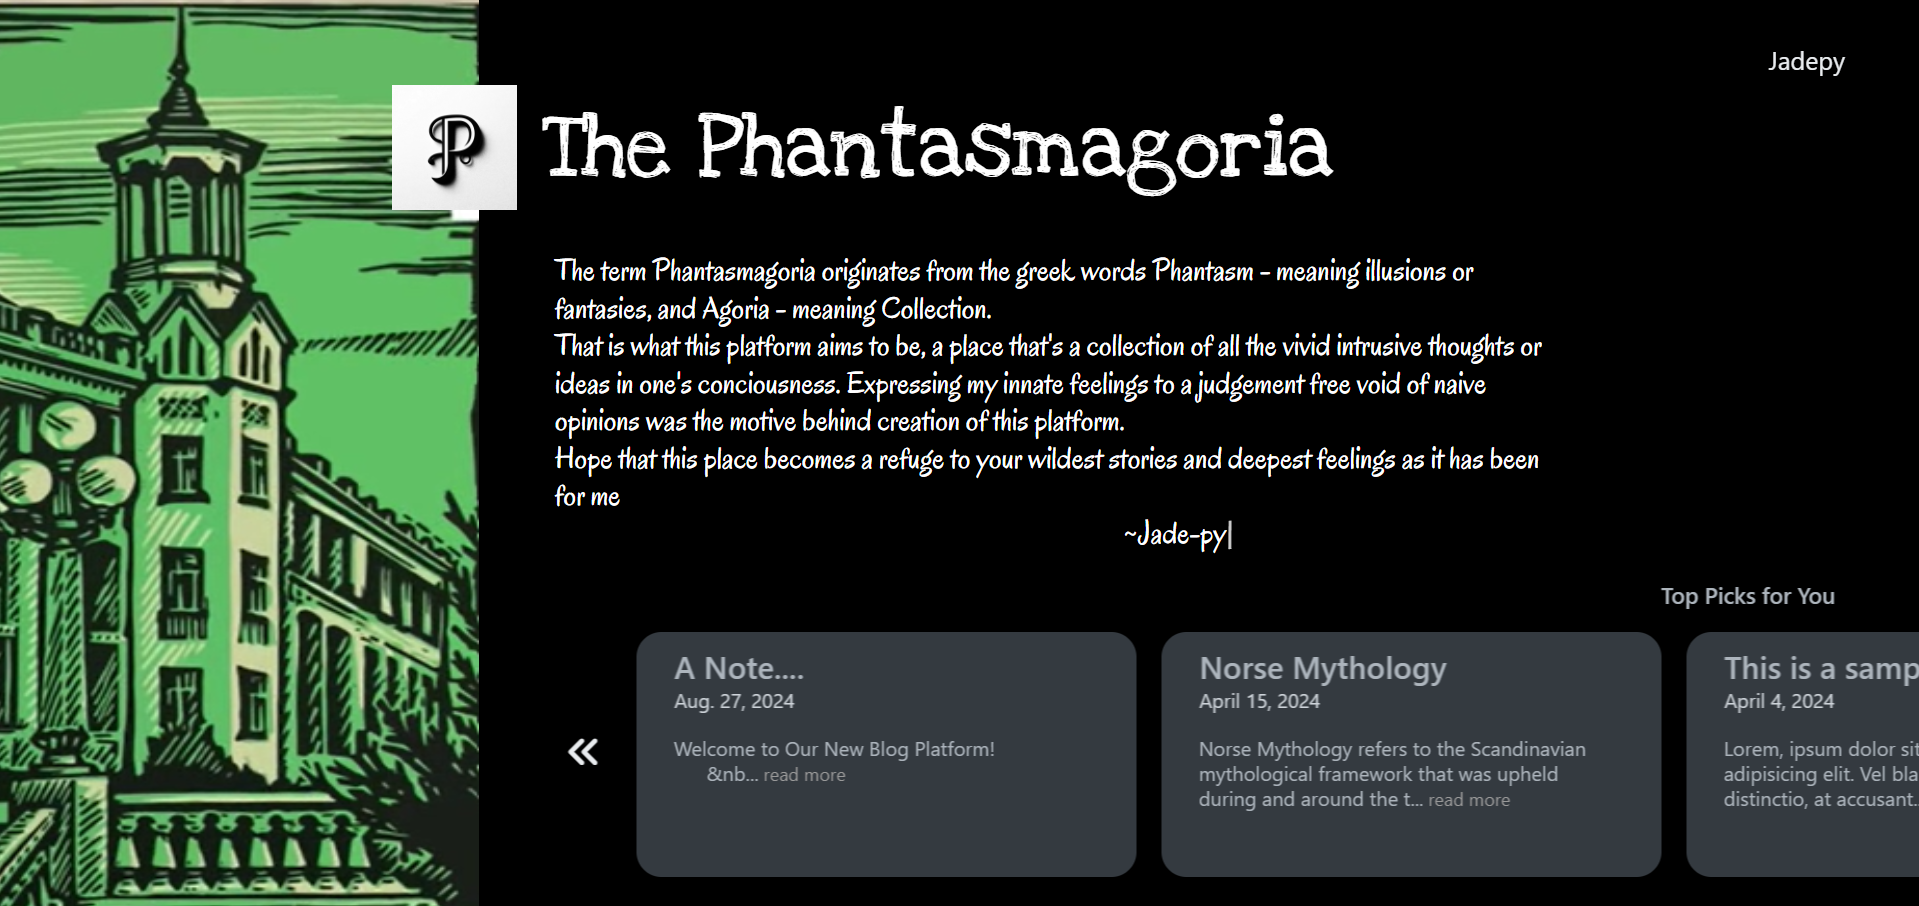 Jadepy
P
The Phantasmagoria
The term Phantasmagoria originates from the greek words Phantasm - meaning illusions or
fantasies, and Agoria - meaning Collection.
That is what this platform aims to be, a place that's a collection of all the vivid intrusive thoughts or
ideas in one's conciousness. Expressing my innate feelings to a judgement free void of naive
opinions was the motive behind creation of this platform.
Hope that this place becomes a refuge to your wildest stories and deepest feelings as it has been
for me
~Jade-py|
Top Picks for You
A Note....
Aug. 27, 2024
Welcome to Our New Blog Platform!
&nb... read more
Norse Mythology
April 15, 2024
Norse Mythology refers to the Scandinavian
mythological framework that was upheld
during and around the t... read more
This is a samp
April 4, 2024
Lorem, ipsum dolor sit
adipisicing elit. Vel bla
distinctio, at accusant..